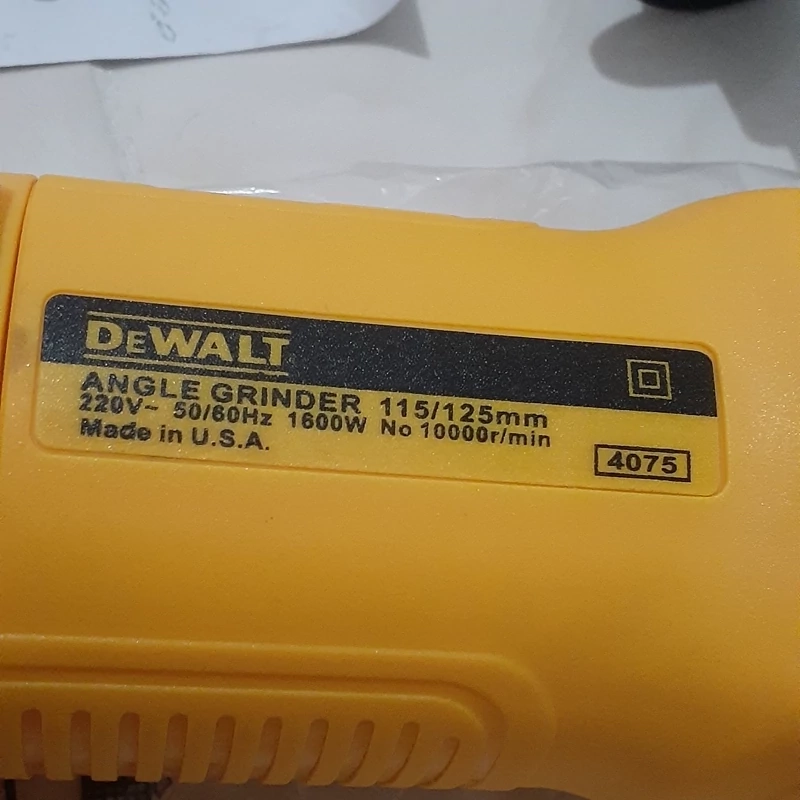 DEWALT
ANGLE GRINDER 115/125mm
220V~ 50/60Hz 1600W No 10000r/min
Made in U.S.A.
4075